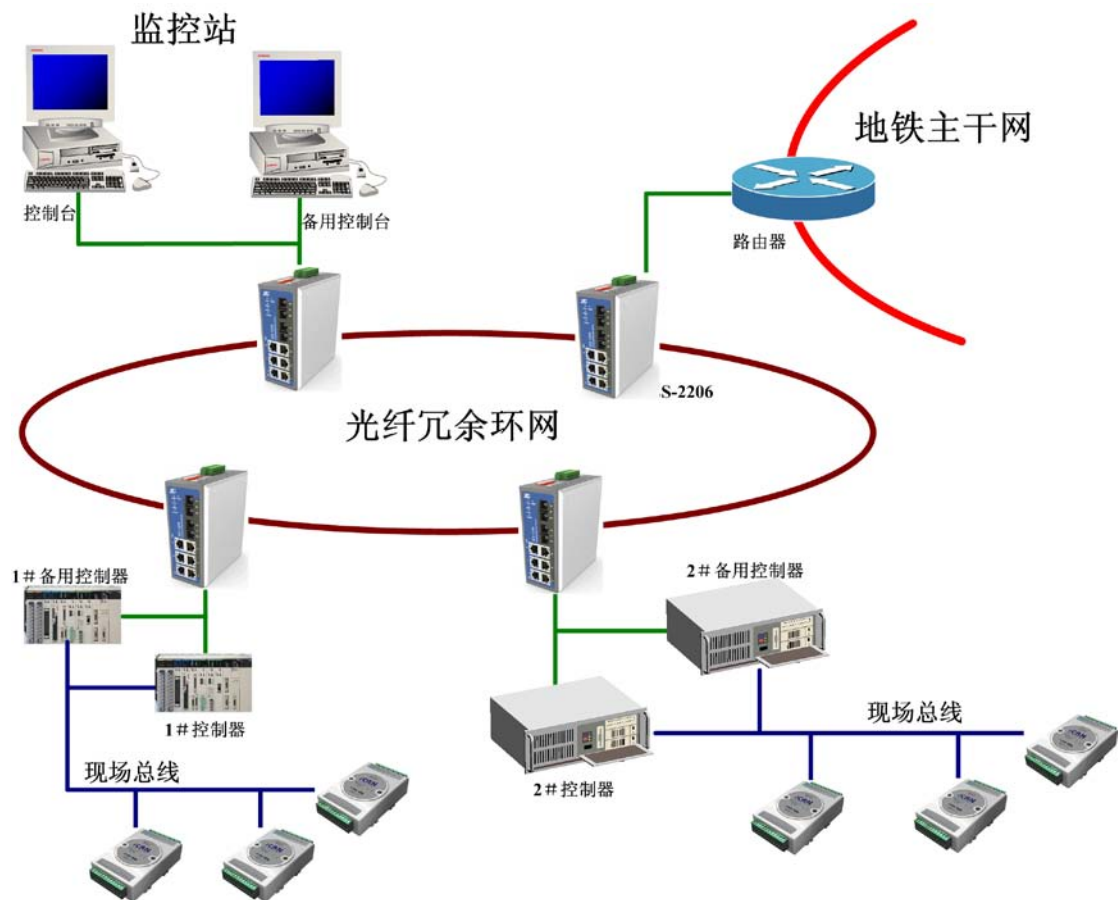 监控站
地铁主干网
控制台
备用控制台
路由器
S-2206
光纤冗余环网
1#备用控制器
2#备用控制器
1#控制器
现场总线
2#控制器
现场总线